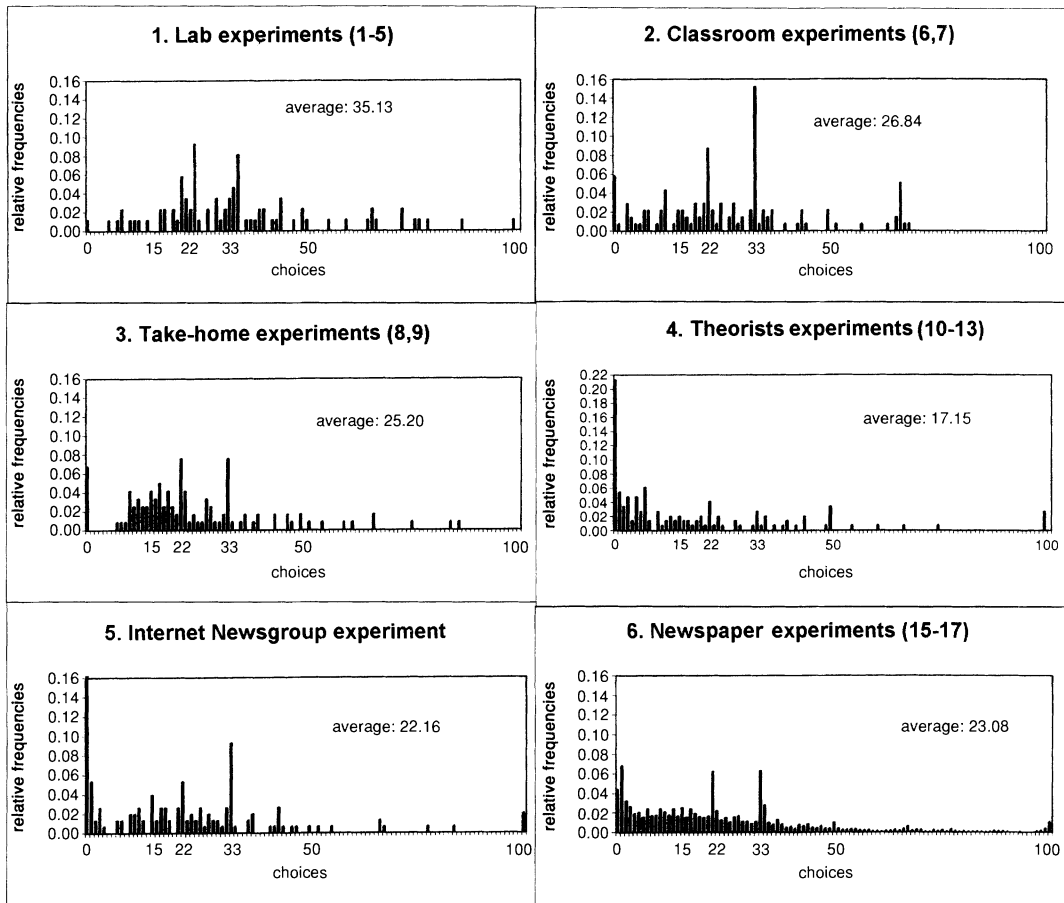 1. Lab experiments (1-5)
relative frequencies
0.16
0.14
0.12
0.10
0.08
0.06
0.04
0.02
0.00
average: 35.13
0 15 22 33 50 100
choices
2. Classroom experiments (6,7)
relative frequencies
0.16
0.14
0.12
0.10
0.08
0.06
0.04
0.02
0.00
average: 26.84
0 15 22 33 50 100
choices
3. Take-home experiments (8,9)
relative frequencies
0.16
0.14
0.12
0.10
0.08
0.06
0.04
0.02
0.00
average: 25.20
0 15 22 33 50 100
choices
4. Theorists experiments (10-13)
relative frequencies
0.22
0.20
0.18
0.16
0.14
0.12
0.10
0.08
0.06
0.04
0.02
0.00
average: 17.15
0 15 22 33 50 100
choices
5. Internet Newsgroup experiment
relative frequencies
0.16
0.14
0.12
0.10
0.08
0.06
0.04
0.02
0.00
average: 22.16
0 15 22 33 50 100
choices
6. Newspaper experiments (15-17)
relative frequencies
0.16
0.14
0.12
0.10
0.08
0.06
0.04
0.02
0.00
average: 23.08
0 15 22 33 50 100
choices